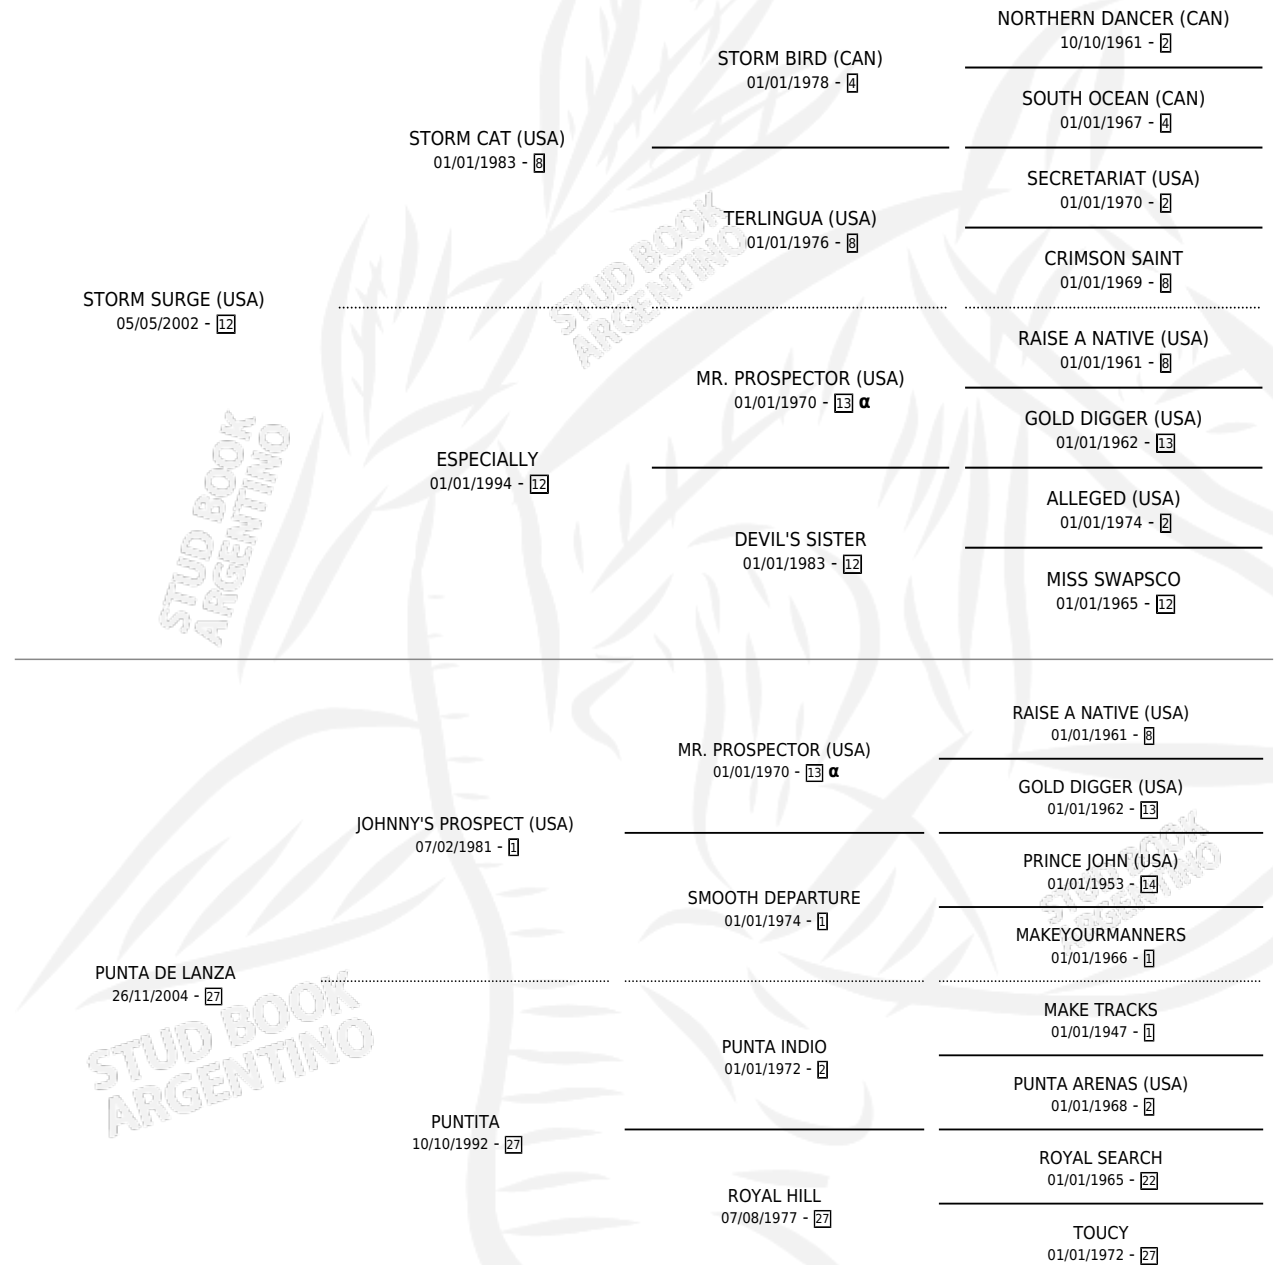 NORTHERN DANCER (CAN)
10/10/1961 - 2
STORM BIRD (CAN)
01/01/1978 - 4
SOUTH OCEAN (CAN)
01/01/1967 - 4
STORM CAT (USA)
01/01/1983 - 8
SECRETARIAT (USA)
01/01/1970 - 2
TERLINGUA (USA)
01/01/1976 - 8
CRIMSON SAINT
01/01/1969 - 8
STORM SURGE (USA)
05/05/2002 - 12
RAISE A NATIVE (USA)
01/01/1961 - 8
MR. PROSPECTOR (USA)
01/01/1970 - 13 α
GOLD DIGGER (USA)
01/01/1962 - 13
ESPECIALLY
01/01/1994 - 12
ALLEGED (USA)
01/01/1974 - 2
DEVIL'S SISTER
01/01/1983 - 12
MISS SWAPSCO
01/01/1965 - 12
RAISE A NATIVE (USA)
01/01/1961 - 8
MR. PROSPECTOR (USA)
01/01/1970 - 13 α
GOLD DIGGER (USA)
01/01/1962 - 13
JOHNNY'S PROSPECT (USA)
07/02/1981 - 1
PRINCE JOHN (USA)
01/01/1953 - 14
SMOOTH DEPARTURE
01/01/1974 - 1
MAKEYOURMANNERS
01/01/1966 - 1
PUNTA DE LANZA
26/11/2004 - 27
MAKE TRACKS
01/01/1947 - 1
PUNTA INDIO
01/01/1972 - 2
PUNTA ARENAS (USA)
01/01/1968 - 2
PUNTITA
10/10/1992 - 27
ROYAL SEARCH
01/01/1965 - 22
ROYAL HILL
07/08/1977 - 27
TOUCY
01/01/1972 - 27
STUD BOOK
ARGENTINO
STUD BOOK
ARGENTINO
STUD BOOK
ARGENTINO
STUD BOOK
ARGENTINO